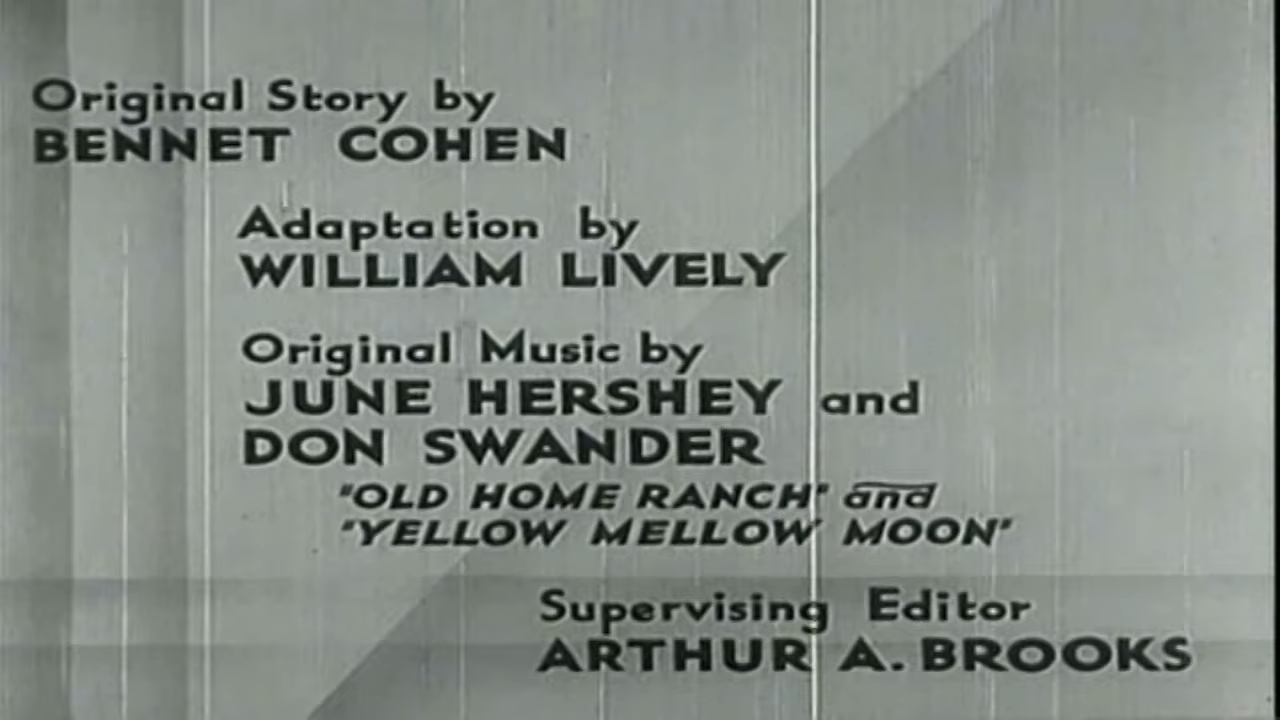 Original Story by
BENNET COHEN
Adaptation by
WILLIAM LIVELY
Original Music by
JUNE HERSHEY and
DON SWANDER
"OLD HOME RANCH" and
"YELLOW MELLOW MOON"
Supervising Editor
ARTHUR A. BROOKS